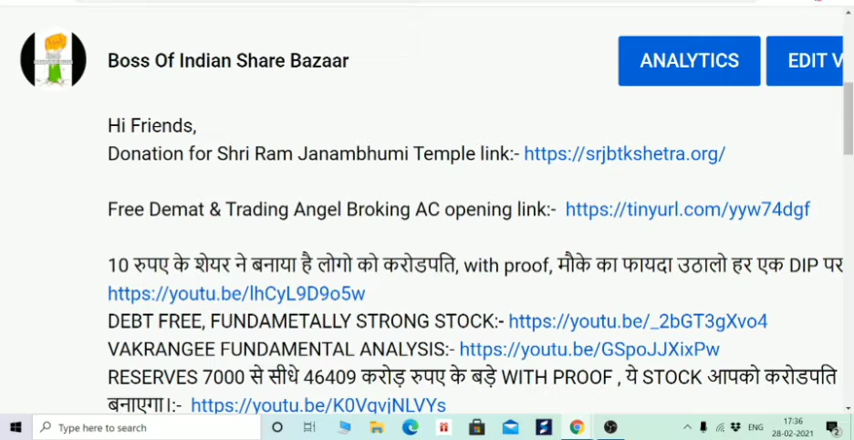 Boss Of Indian Share Bazaar
ANALYTICS
EDIT V
Hi Friends,
Donation for Shri Ram Janambhumi Temple link:- https://srjbtkshetra.org/
Free Demat & Trading Angel Broking AC opening link:- https://tinyurl.com/yyw74dgf
10 रुपए के शेयर ने बनाया है लोगो को करोडपति, with proof, मौके का फायदा उठालो हर एक DIP पर
https://youtu.be/lhCyL9D9o5w
DEBT FREE, FUNDAMETALLY STRONG STOCK:- https://youtu.be/_2bGT3gXvo4
VAKRANGEE FUNDAMENTAL ANALYSIS:- https://youtu.be/GSpoJJXixPw
RESERVES 7000 से सीधे 46409 करोड़ रुपए के बड़े WITH PROOF , ये STOCK आपको करोडपति
बनाएगा।:- https://youtu.be/K0VqvjNLVYs
Type here to search
ENG
17:36
28-02-2021
2